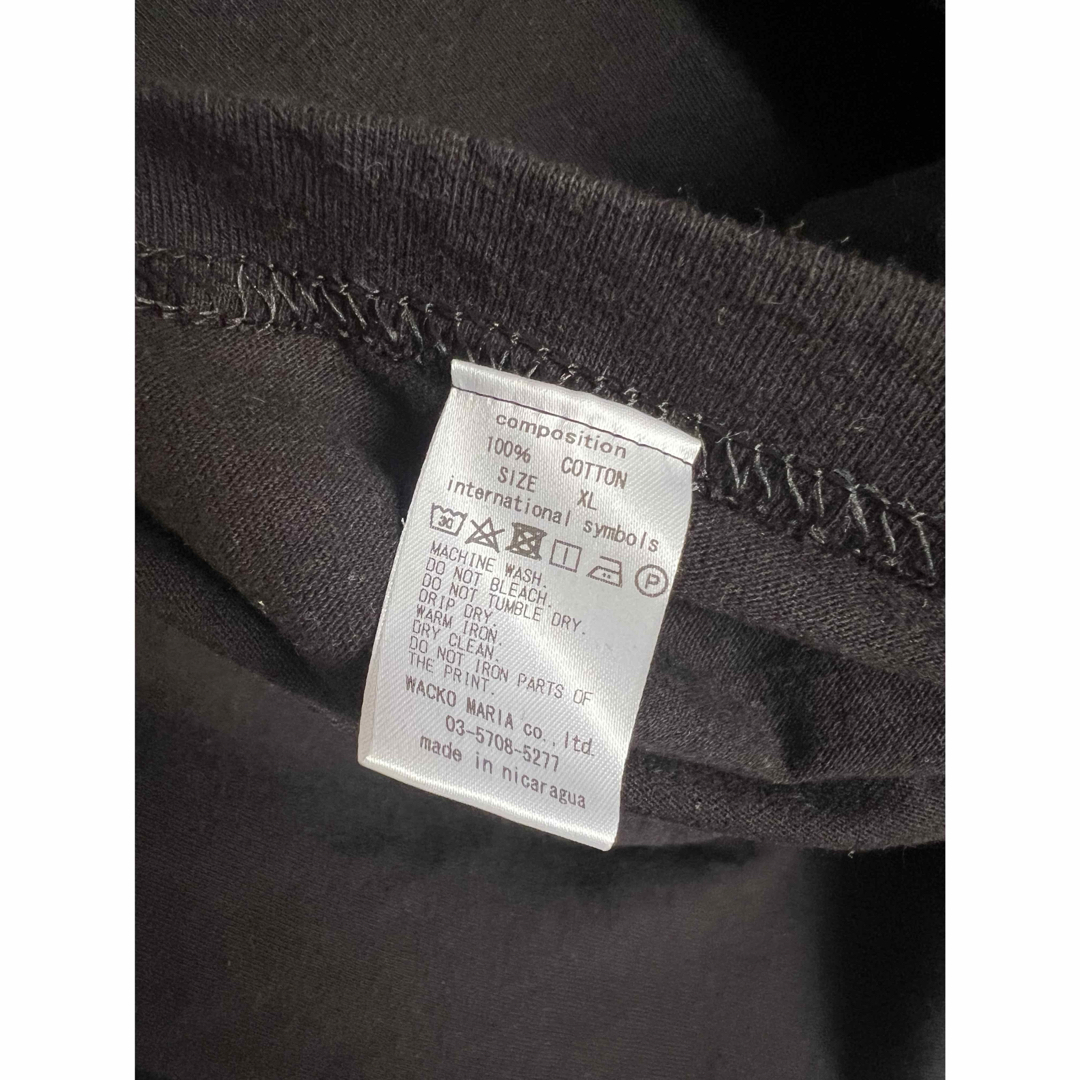 composition
100% COTTON
SIZE XL
international symbols
30 P
MACHINE WASH.
DO NOT BLEACH.
DO NOT TUMBLE DRY.
DRIP DRY.
WARM IRON.
DRY CLEAN.
DO NOT IRON PARTS OF
THE PRINT.
WACKO MARIA co.,ltd.
03-5708-5277
made in nicaragua